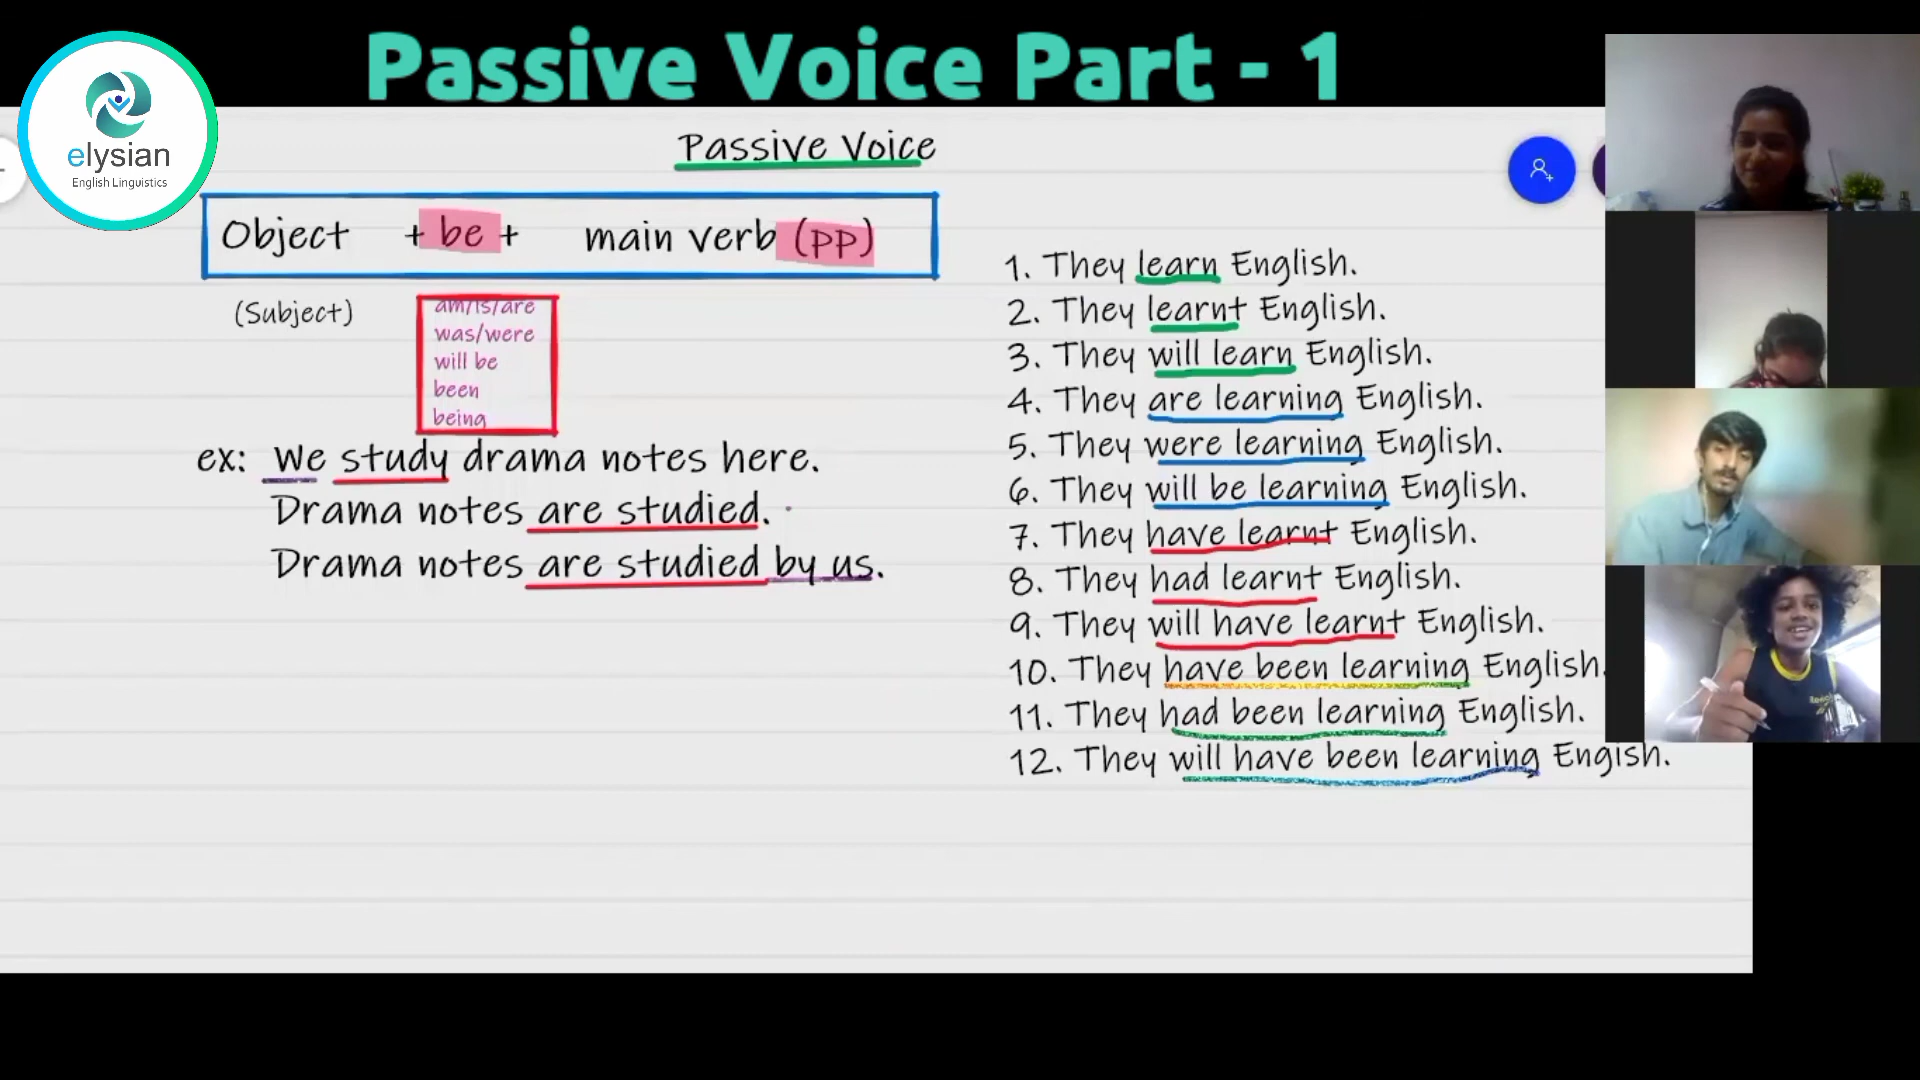 Passive Voice Part - 1
elysian
English Linguistics
Passive Voice
Object + be + main verb (pp)
(Subject)
am/is/are
was/were
will be
been
being
ex: We study drama notes here.
Drama notes are studied.
Drama notes are studied by us.
1. They learn English.
2. They learnt English.
3. They will learn English.
4. They are learning English.
5. They were learning English.
6. They will be learning English.
7. They have learnt English.
8. They had learnt English.
9. They will have learnt English.
10. They have been learning English.
11. They had been learning English.
12. They will have been learning Engish.